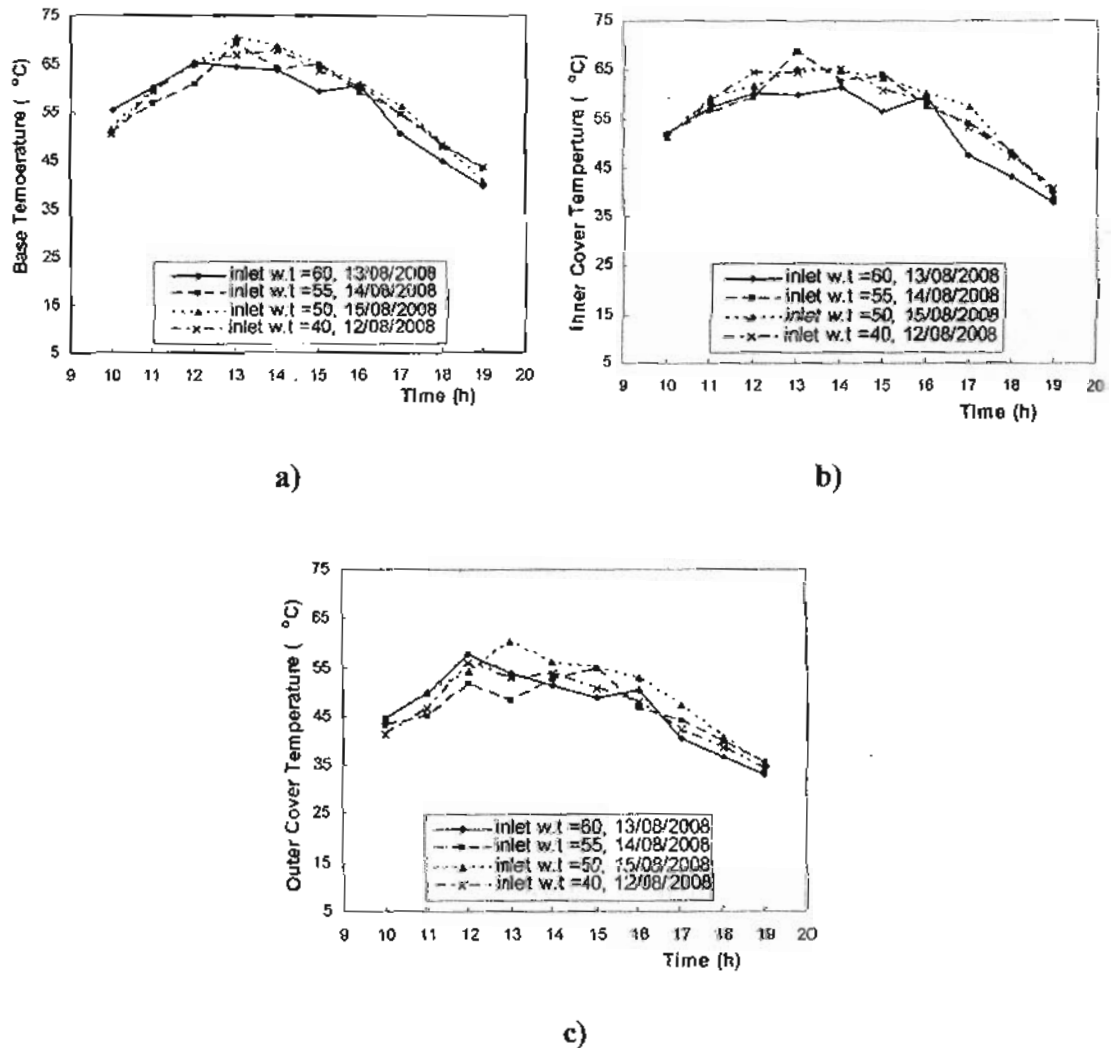 75
65
55
45
35
25
15
5
Base Temoerature ( °C)
inlet w.t =60, 13/08/2008
inlet w.t =55, 14/08/2008
inlet w.t =50, 15/08/2008
inlet w.t =40, 12/08/2008
9 10 11 12 13 14 15 16 17 18 19 20
Time (h)
a)
75
65
55
45
35
25
15
5
Inner Cover Temperture ( °C)
inlet w.t =60, 13/08/2008
inlet w.t =55, 14/08/2008
inlet w.t =50, 15/08/2008
inlet w.t =40, 12/08/2008
9 10 11 12 13 14 15 16 17 18 19 20
Time (h)
b)
75
65
55
45
35
25
15
5
Outer Cover Temperature ( °C)
inlet w.t =60, 13/08/2008
inlet w.t =55, 14/08/2008
inlet w.t =50, 15/08/2008
inlet w.t =40, 12/08/2008
9 10 11 12 13 14 15 16 17 18 19 20
Time (h)
c)